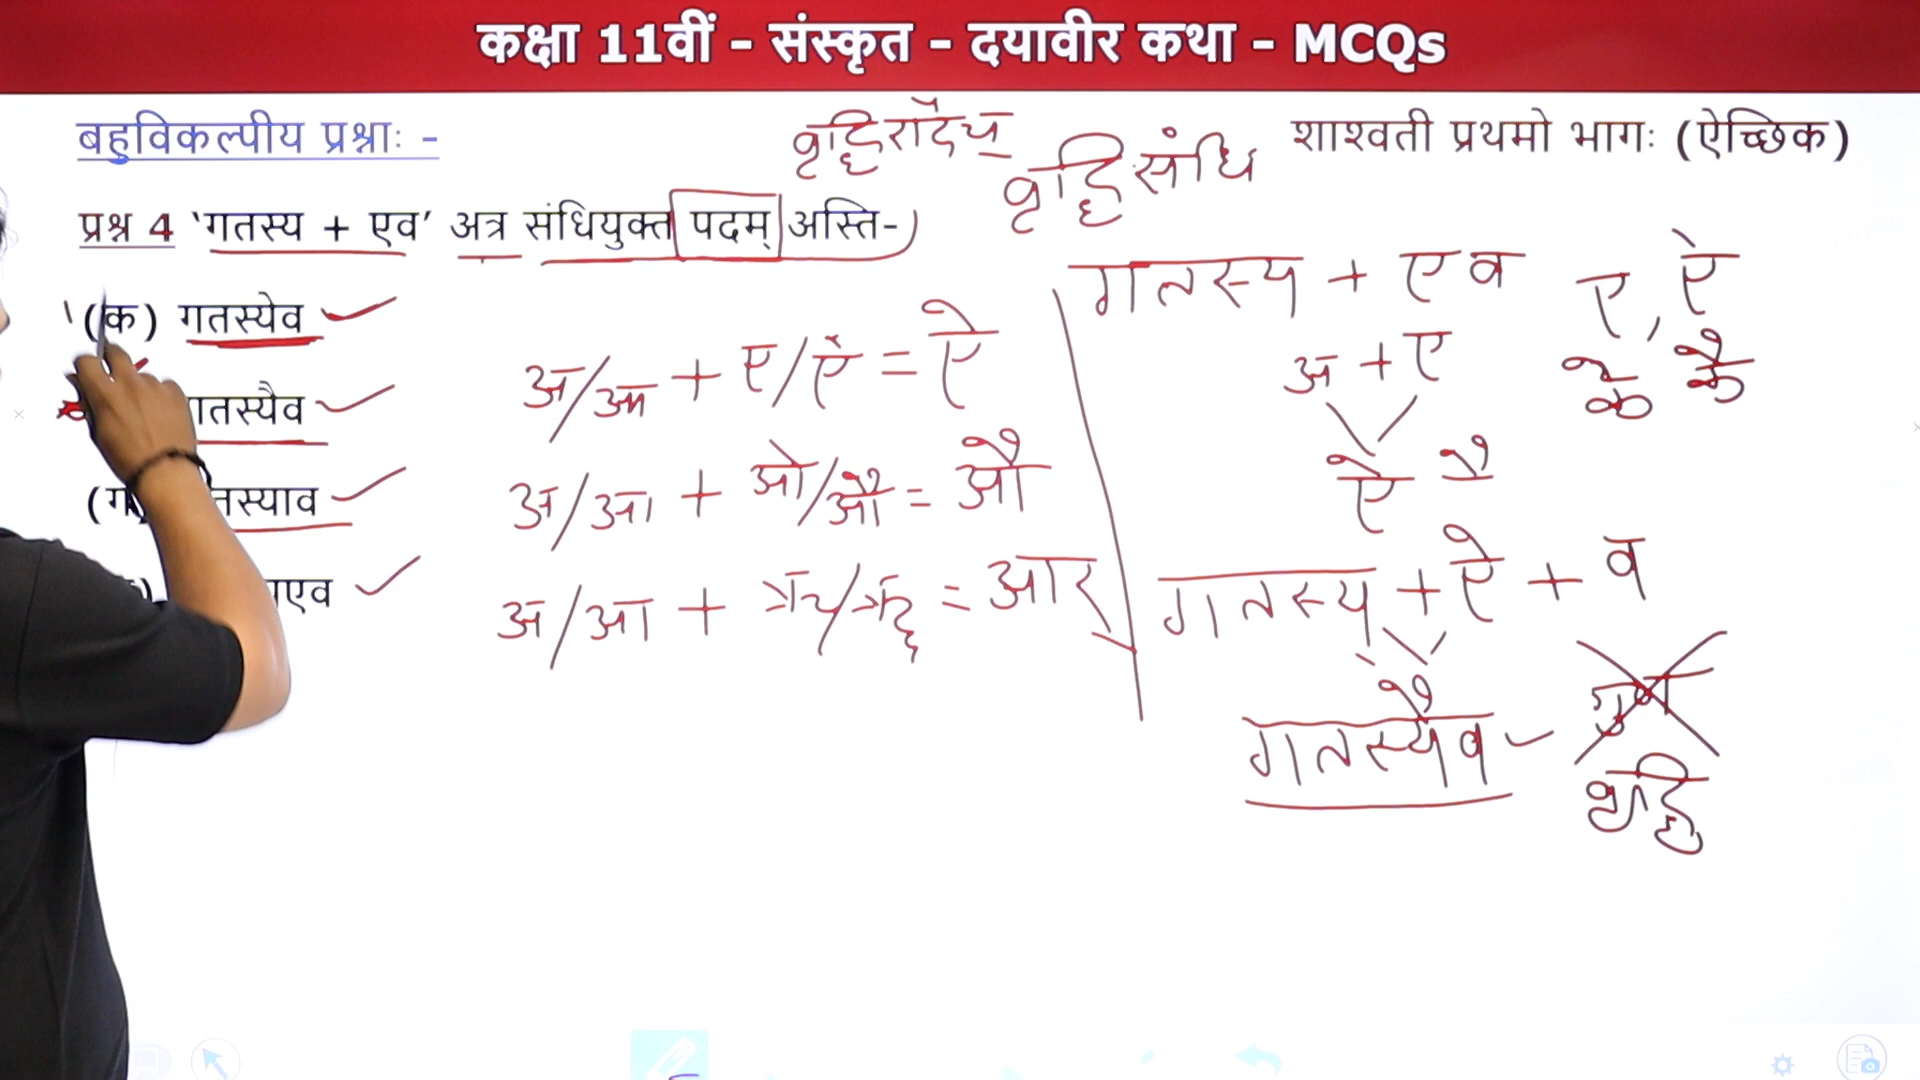 कक्षा 11वीं - संस्कृत - दयावीर कथा - MCQs
बहुविकल्पीय प्रश्नाः -
वृद्धिरादैच्
वृद्धि संधि
शाश्वती प्रथमो भागः (ऐच्छिक)
प्रश्न 4 'गतस्य + एव' अत्र संधियुक्त पदम् अस्ति-
(क) गतस्येव
गतस्यैव
(ग) तस्याव
एव
अ/आ + ए/ऐ = ऐ
अ/आ + ओ/औ = औ
अ/आ + ऋ/ॠ = आर्
गतस्य + एव
अ + ए
ऐ
गतस्य् + ऐ + व
गतस्यैव
ए, ऐ
गुण
वृद्धि